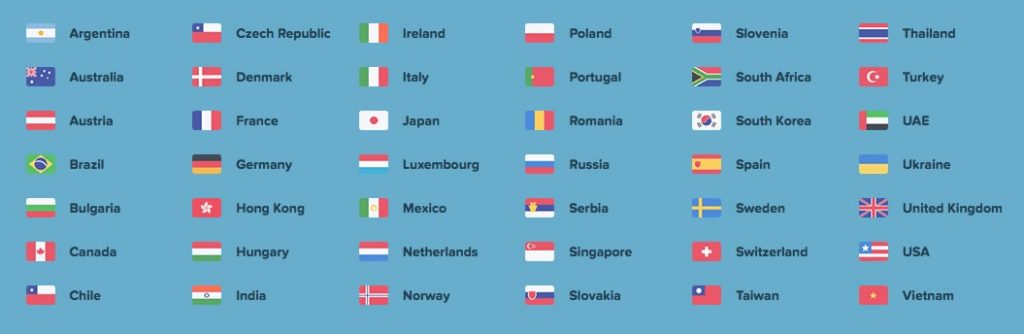 Argentina
Australia
Austria
Brazil
Bulgaria
Canada
Chile
Czech Republic
Denmark
France
Germany
Hong Kong
Hungary
India
Ireland
Italy
Japan
Luxembourg
Mexico
Netherlands
Norway
Poland
Portugal
Romania
Russia
Serbia
Singapore
Slovakia
Slovenia
South Africa
South Korea
Spain
Sweden
Switzerland
Taiwan
Thailand
Turkey
UAE
Ukraine
United Kingdom
USA
Vietnam